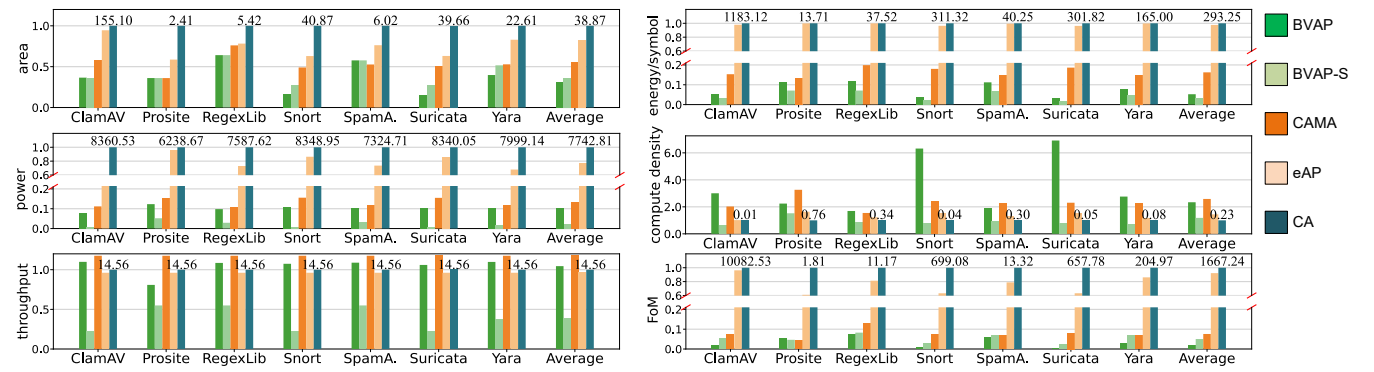 155.10 2.41 5.42 40.87 6.02 39.66 22.61 38.87
1.0
0.5
0.0
area
ClamAV Prosite RegexLib Snort SpamA. Suricata Yara Average
8360.53 6238.67 7587.62 8348.95 7324.71 8340.05 7999.14 7742.81
1.0
0.8
0.6
0.2
0.1
0.0
power
ClamAV Prosite RegexLib Snort SpamA. Suricata Yara Average
14.56 14.56 14.56 14.56 14.56 14.56 14.56 14.56
1.0
0.5
0.0
throughput
ClamAV Prosite RegexLib Snort SpamA. Suricata Yara Average
1183.12 13.71 37.52 311.32 40.25 301.82 165.00 293.25
1.0
0.8
0.6
0.2
0.1
0.0
energy/symbol
ClamAV Prosite RegexLib Snort SpamA. Suricata Yara Average
6.0
4.0
2.0
0.0
compute density
0.01 0.76 0.34 0.04 0.30 0.05 0.08 0.23
ClamAV Prosite RegexLib Snort SpamA. Suricata Yara Average
10082.53 1.81 11.17 699.08 13.32 657.78 204.97 1667.24
1.0
0.8
0.6
0.2
0.1
0.0
FoM
ClamAV Prosite RegexLib Snort SpamA. Suricata Yara Average
BVAP
BVAP-S
CAMA
eAP
CA